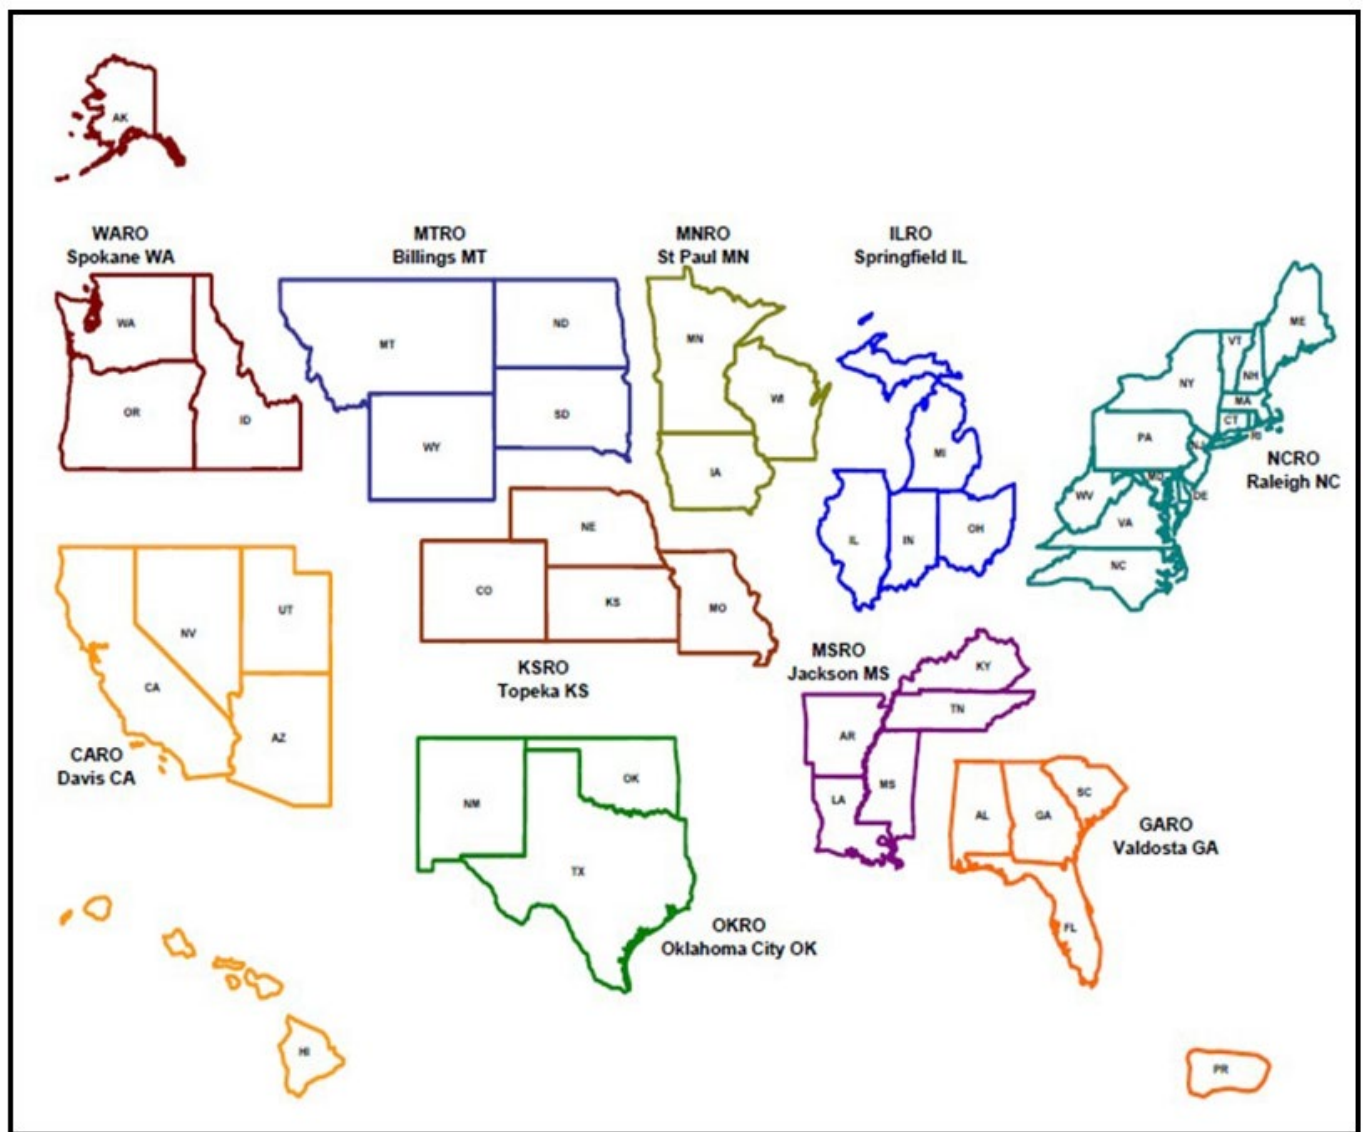 AK
WARO
Spokane WA
MTRO
Billings MT
MNRO
St Paul MN
ILRO
Springfield IL
WA
OR
ID
MT
ND
SD
WY
MN
WI
IA
MI
IL
IN
OH
ME
VT
NH
NY
MA
CT
RI
PA
NJ
MD
DE
WV
VA
NC
NCRO
Raleigh NC
NE
CO
KS
MO
KSRO
Topeka KS
UT
NV
CA
AZ
CARO
Davis CA
MSRO
Jackson MS
KY
TN
AR
MS
LA
NM
OK
TX
OKRO
Oklahoma City OK
AL
GA
SC
FL
GARO
Valdosta GA
HI
PR